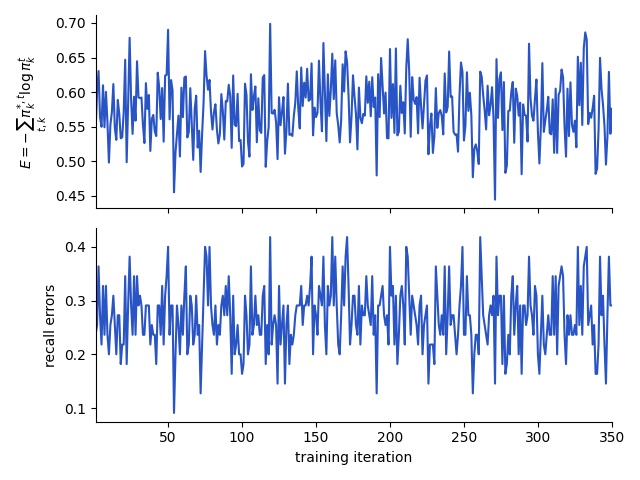 0.70
0.65
0.60
0.55
0.50
0.45
E = −∑_{t,k} π_k^{*,t} log π_k^t
0.4
0.3
0.2
0.1
recall errors
50 100 150 200 250 300 350
training iteration